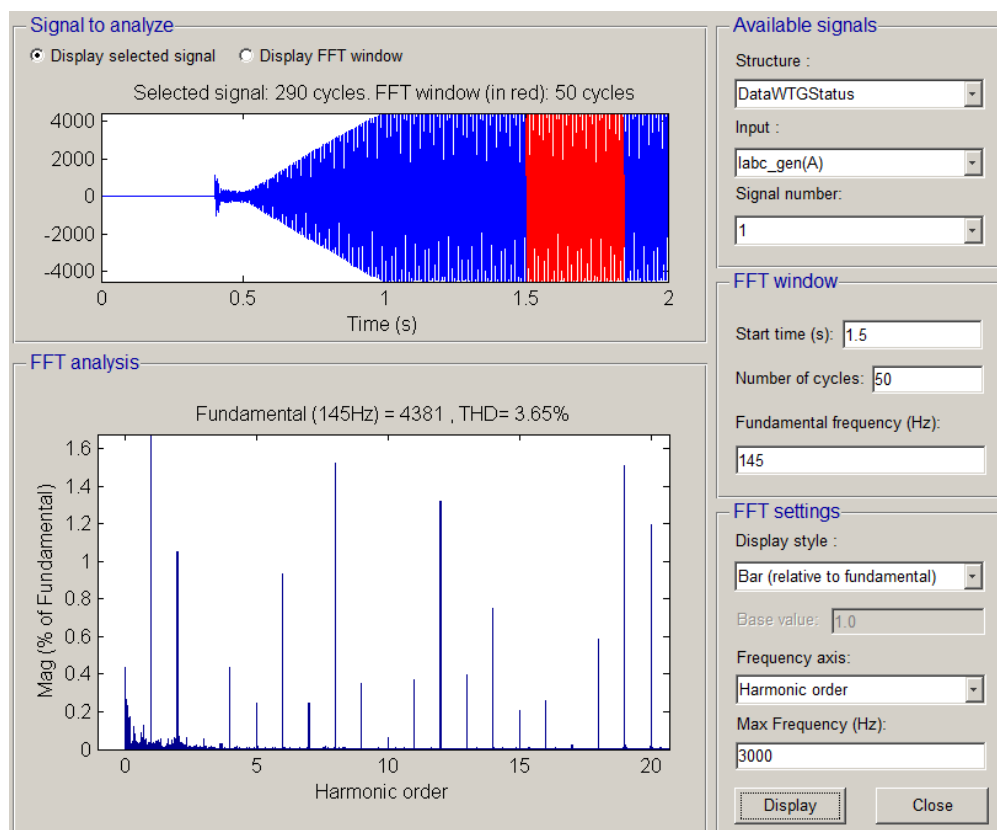 Signal to analyze
Display selected signal Display FFT window
Selected signal: 290 cycles. FFT window (in red): 50 cycles
4000
2000
0
-2000
-4000
0 0.5 1 1.5 2
Time (s)
FFT analysis
Fundamental (145Hz) = 4381 , THD= 3.65%
1.6
1.4
1.2
1
0.8
0.6
0.4
0.2
0
Mag (% of Fundamental)
0 5 10 15 20
Harmonic order
Available signals
Structure :
DataWTGStatus
Input :
Iabc_gen(A)
Signal number:
1
FFT window
Start time (s): 1.5
Number of cycles: 50
Fundamental frequency (Hz):
145
FFT settings
Display style :
Bar (relative to fundamental)
Base value: 1.0
Frequency axis:
Harmonic order
Max Frequency (Hz):
3000
Display Close